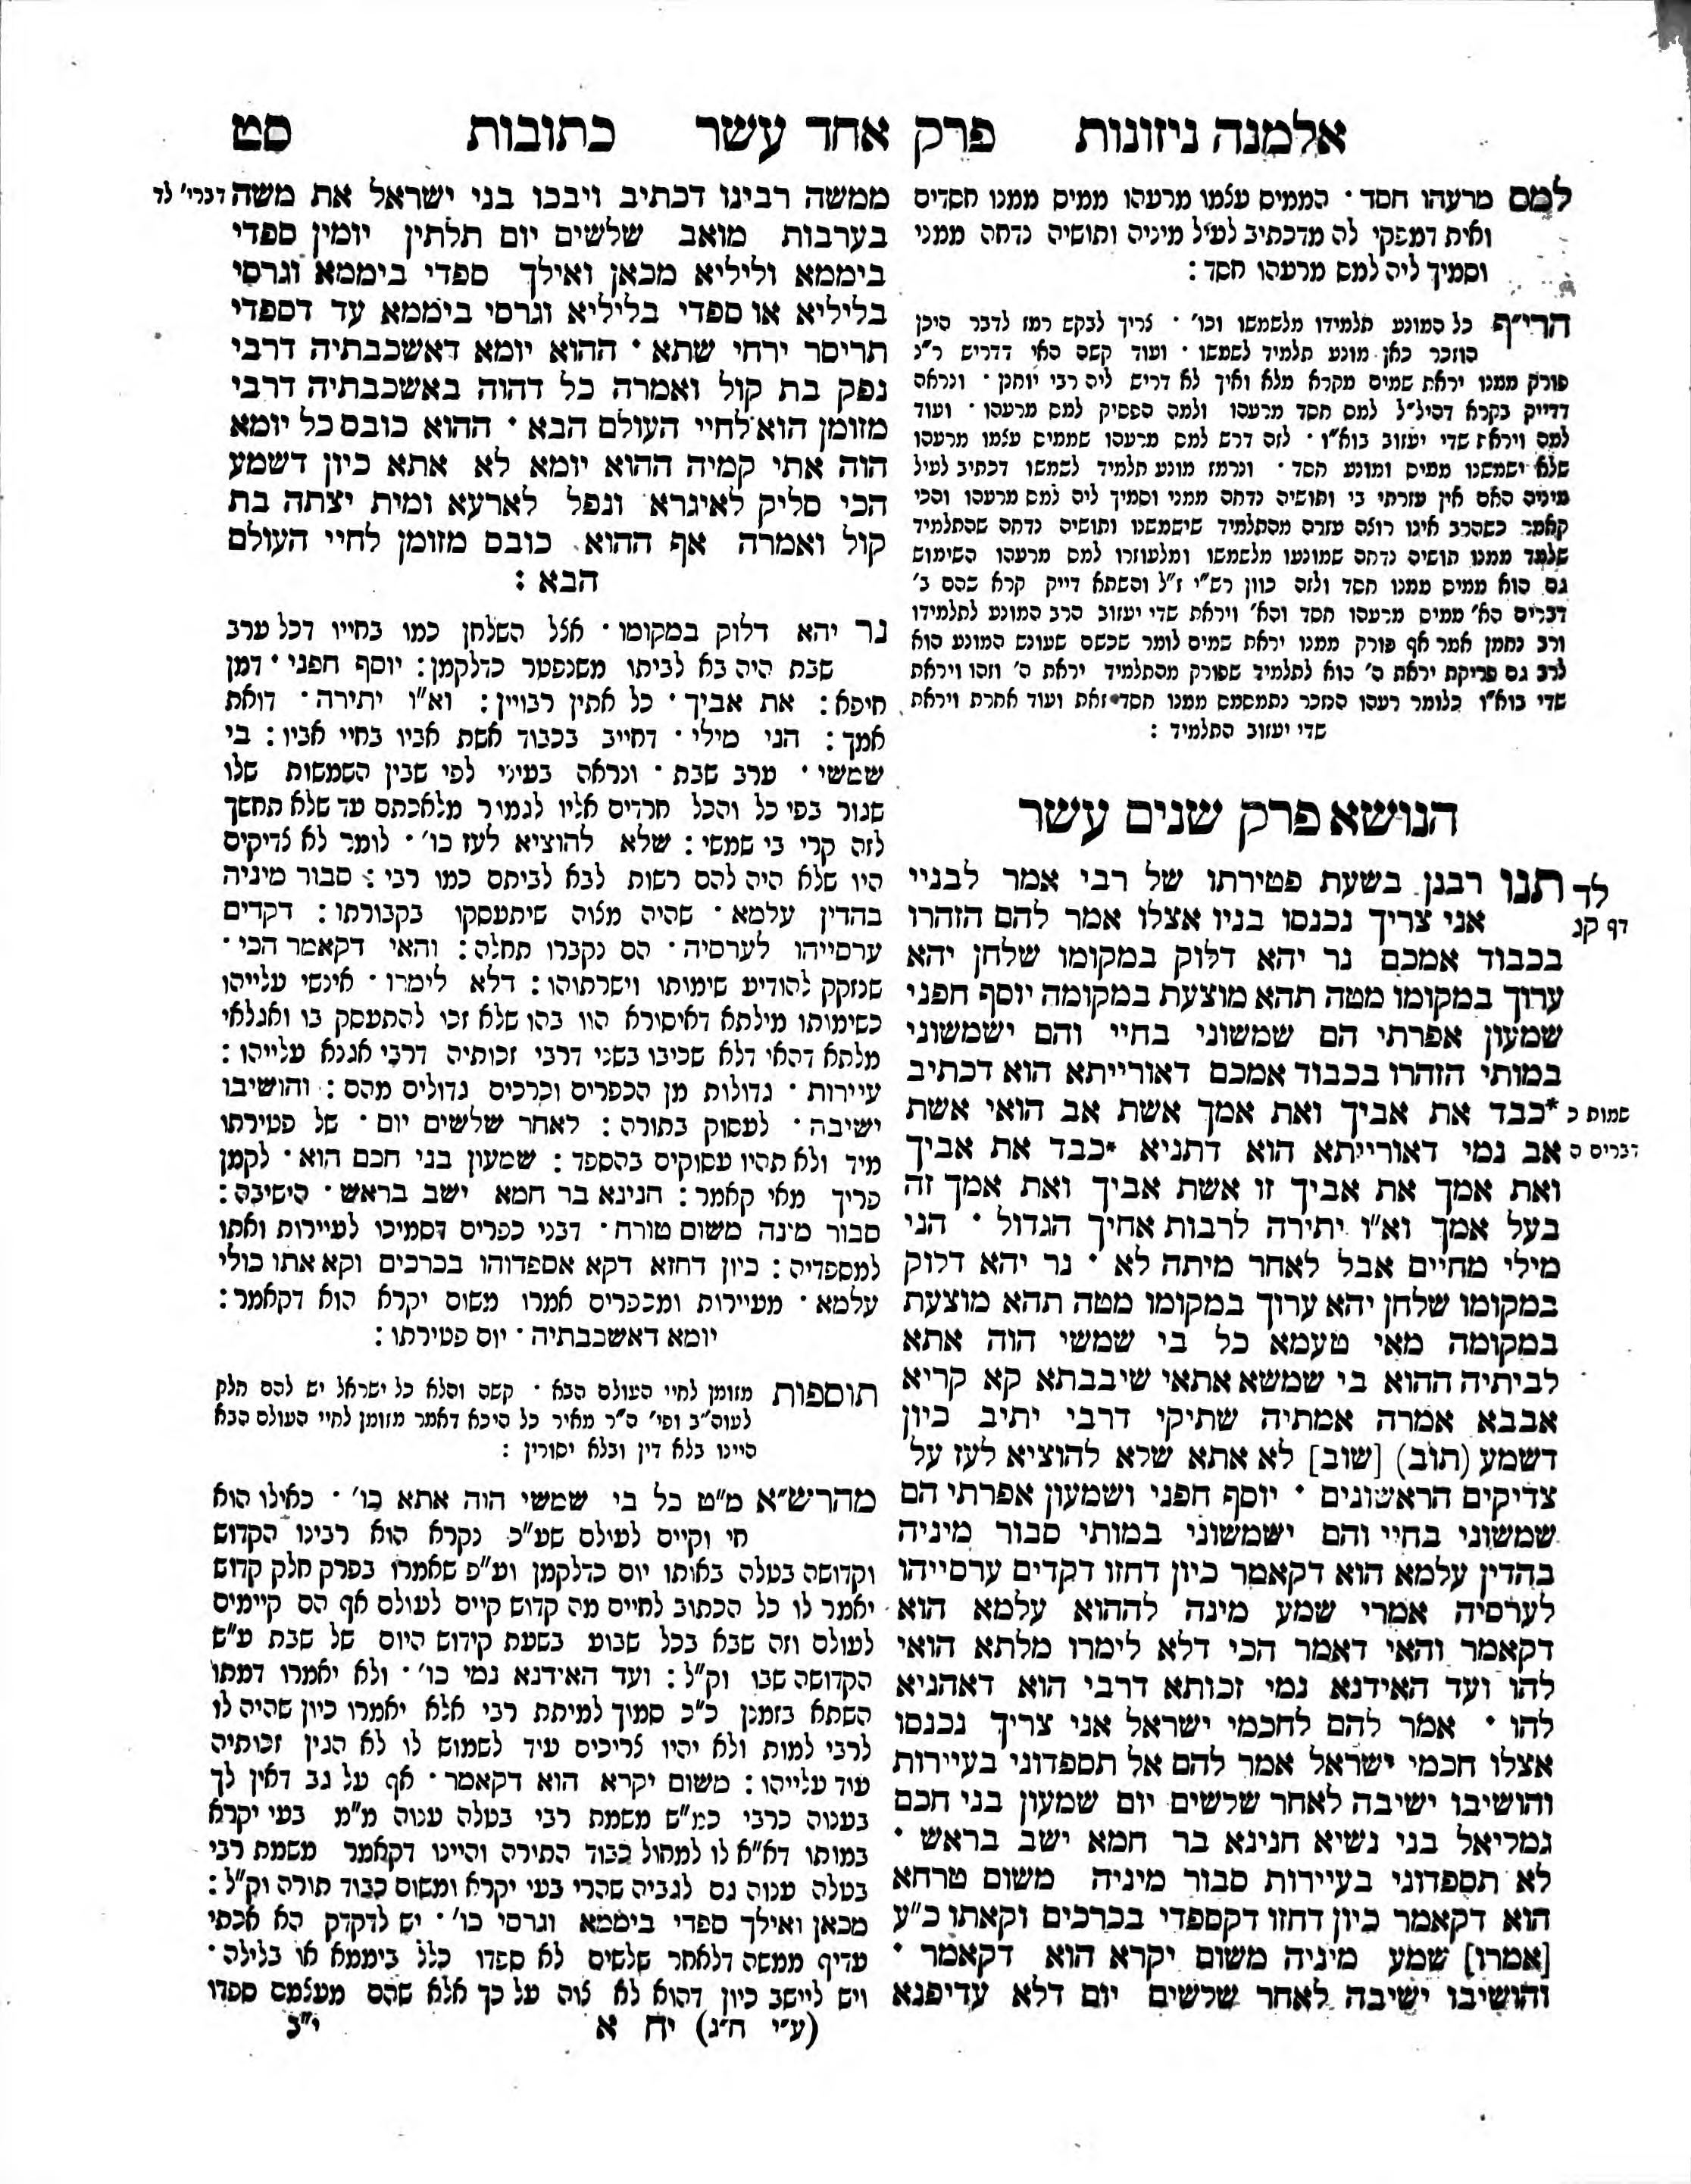 אלמנה ניזונות פרק אחד עשר כתובות סט
למס מרעהו חסד · הממיס עצמו מרעהו ממיס ממנו חסדים
ואית דמפקי לה מדכתיב לעיל מיניה ותושיה נדחה ממני
וסמיך ליה למס מרעהו חסד :
הרי״ף כל המונע תלמידו מלשמשו וכו' · צריך לבקש רמז לדבר היכן
הוזכר כאן מונע תלמיד לשמשו · ועוד קשה האי דדריש ר״נ
פורק ממנו יראת שמים מקרא מלא ואיך לא דריש ליה רבי יוחנן · ונראה
דדייק בקרא דהיל״ל למס חסד מרעהו ולמה הפסיק למס מרעהו · ועוד
למה ויראת שדי יעזוב בוא״ו · לזה דרש למס מרעהו שממיס עצמו מרעהו
שלא ישמשנו ממיס ומונע חסד · ונרמז מונע תלמיד לשמשו דכתיב לעיל
מיניה האם אין עזרתי בי ותושיה נדחה ממני וסמיך ליה למס מרעהו והכי
קאמר כשהרב אינו רוצה עזרה מהתלמיד שישמשנו ותושיה נדחה שהתלמיד
שלמד ממנו תושיה נדחה שמונעו מלשמשו ומלעוזרו למס מרעהו השימוש
גם הוא ממיס ממנו חסד ולזה כוון רש״י ז״ל והשתא דייק קרא שהם ב'
דברים הא' ממיס מרעהו חסד והא' ויראת שדי יעזוב הרב המונע לתלמידו
ורב נחמן אמר אף פורק ממנו יראת שמים לומר שכשם שעונש המונע הוא
לרב גם פריקת יראת ה' הוא לתלמיד שפורק מהתלמיד יראת ה' וזהו ויראת
שדי בוא״ו כלומר רעהו הנזכר נתמסמס ממנו חסד זאת ועוד אחרת ויראת
שדי יעזוב התלמיד :
הנושא פרק שנים עשר
לד תנו רבנן בשעת פטירתו של רבי אמר לבניי
דף קג אני צריך נכנסו בניו אצלו אמר להם הזהרו
בכבוד אמכם נר יהא דלוק במקומו שלחן יהא
ערוך במקומו מטה תהא מוצעת במקומה יוסף חפני
שמעון אפרתי הם שמשוני בחיי והם ישמשוני
במותי הזהרו בכבוד אמכם דאורייתא הוא דכתיב
שמות כ *כבד את אביך ואת אמך אשת אב הואי אשת
דברים ה אב נמי דאורייתא הוא דתניא *כבד את אביך
ואת אמך את אביך זו אשת אביך ואת אמך זה
בעל אמך וא״ו יתירה לרבות אחיך הגדול · הני
מילי מחיים אבל לאחר מיתה לא · נר יהא דלוק
במקומו שלחן יהא ערוך במקומו מטה תהא מוצעת
במקומה מאי טעמא כל בי שמשי הוה אתא
לביתיה ההוא בי שמשא אתאי שיבבתא קא קריא
אבבא אמרה אמתיה שתיקי דרבי יתיב כיון
דשמע (תוב) [שוב] לא אתא שלא להוציא לעז על
צדיקים הראשונים · יוסף חפני ושמעון אפרתי הם
שמשוני בחיי והם ישמשוני במותי סבור מיניה
בהדין עלמא הוא דקאמר כיון דחזו דקדים ערסייהו
לערסיה אמרי שמע מינה לההוא עלמא הוא
דקאמר והאי דאמר הכי דלא לימרו מלתא הואי
להו ועד האידנא נמי זכותא דרבי הוא דאהניא
להו · אמר להם לחכמי ישראל אני צריך נכנסו
אצלו חכמי ישראל אמר להם אל תספדוני בעיירות
והושיבו ישיבה לאחר שלשים יום שמעון בני חכם
גמליאל בני נשיא חנינא בר חמא ישב בראש ·
לא תספדוני בעיירות סבור מיניה משום טרחא
הוא דקאמר כיון דחזו דקספדי בכרכים וקאתו כ״ע
[אמרו] שמע מיניה משום יקרא הוא דקאמר ·
והושיבו ישיבה לאחר שלשים יום דלא עדיפנא
ממשה רבינו דכתיב ויבכו בני ישראל את משה דברי' לד
בערבות מואב שלשים יום תלתין יומין ספדי
ביממא וליליא מכאן ואילך ספדי ביממא וגרסי
בליליא או ספדי בליליא וגרסי ביממא עד דספדי
תריסר ירחי שתא · ההוא יומא דאשכבתיה דרבי
נפק בת קול ואמרה כל דהוה באשכבתיה דרבי
מזומן הוא לחיי העולם הבא · ההוא כובס כל יומא
הוה אתי קמיה ההוא יומא לא אתא כיון דשמע
הכי סליק לאיגרא ונפל לארעא ומית יצתה בת
קול ואמרה אף ההוא כובס מזומן לחיי העולם
הבא :
נר יהא דלוק במקומו · אצל השלחן כמו בחייו דכל ערב
שבת היה בא לביתו משנפטר כדלקמן : יוסף חפני · דמן
חיפא : את אביך · כל אתין רבויין : וא״ו יתירה · דואת
אמך : הני מילי · דחייב בכבוד אשת אביו בחיי אביו : בי
שמשי · ערב שבת · ונראה בעיני לפי שבין השמשות שלו
שגור בפי כל והכל חרדים אליו לגמור מלאכתם עד שלא תחשך
לזה קרי בי שמשי : שלא להוציא לעז כו' · לומר לא צדיקים
היו שלא היה להם רשות לבא לביתם כמו רבי : סבור מיניה
בהדין עלמא · שהיה מצוה שיתעסקו בקבורתו : דקדים
ערסייהו לערסיה · הם נקברו תחלה : והאי דקאמר הכי ·
שנזקק להודיע שימותו וישרתוהו : דלא לימרו · אינשי עלייהו
כשימותו מילתא דאיסורא הוו בהו שלא זכו להתעסק בו ואגלאי
מלתא דהאי דלא שכיבו בשני דרבי זכותיה דרבי אגנא עלייהו :
עיירות · גדולות מן הכפרים וכרכים גדולים מהם : והושיבו
ישיבה · לעסוק בתורה : לאחר שלשים יום · של פטירתו
מיד ולא תהיו עסוקים בהספד : שמעון בני חכם הוא · לקמן
פריך מאי קאמר : חנינא בר חמא ישב בראש · הישיבה :
סבור מינה משום טורח · דבני כפרים דסמיכו לעיירות ואתו
למספדיה : כיון דחזא דקא אספדוהו בכרכים וקא אתו כולי
עלמא · מעיירות ומכפרים אמרו משום יקרא הוא דקאמר :
יומא דאשכבתיה · יום פטירתו :
תוספות מזומן לחיי העולם הבא · קשה והלא כל ישראל יש להם חלק
לעוה״ב ופי' ה״ר מאיר כל היכא דאמר מזומן לחיי העולם הבא
היינו בלא דין ובלא יסורין :
מהרש״א מ״ט כל בי שמשי הוה אתא כו' · כאילו הוא
חי וקיים לעולם שע״כ נקרא הוא רבינו הקדוש
וקדושה בטלה באותו יום כדלקמן וע״פ שאמרו בפרק חלק קדוש
יאמר לו כל הכתוב לחיים מה קדוש קיים לעולם אף הם קיימים
לעולם וזה שבא בכל שבוע בשעת קידוש היום של שבת ע״ש
הקדושה שבו וק״ל : ועד האידנא נמי כו' · ולא יאמרו דמתו
השתא בזמנן כ״כ סמוך למיתת רבי אלא יאמרו כיון שהיה לו
לרבי למות ולא יהיו צריכים עוד לשמוש לו לא הגין זכותיה
עוד עלייהו : משום יקרא הוא דקאמר · אף על גב דאין לך
בענוה כרבי כמ״ש משמת רבי בטלה ענוה מ״מ בעי יקרא
במותו דא״א לו למחול כבוד התורה והיינו דקאמר משמת רבי
בטלה ענוה גם לגביה שהרי בעי יקרא ומשום כבוד תורה וק״ל :
מכאן ואילך ספדי ביממא וגרסי כו' · יש לדקדק הא אכתי
עדיף ממשה דלאחר שלשים לא ספדו כלל ביממא או בלילה ·
ויש ליישב כיון דהוא לא צוה על כך אלא שהם מעצמם ספדו
(ע״י ח״ג) יח א י״ב